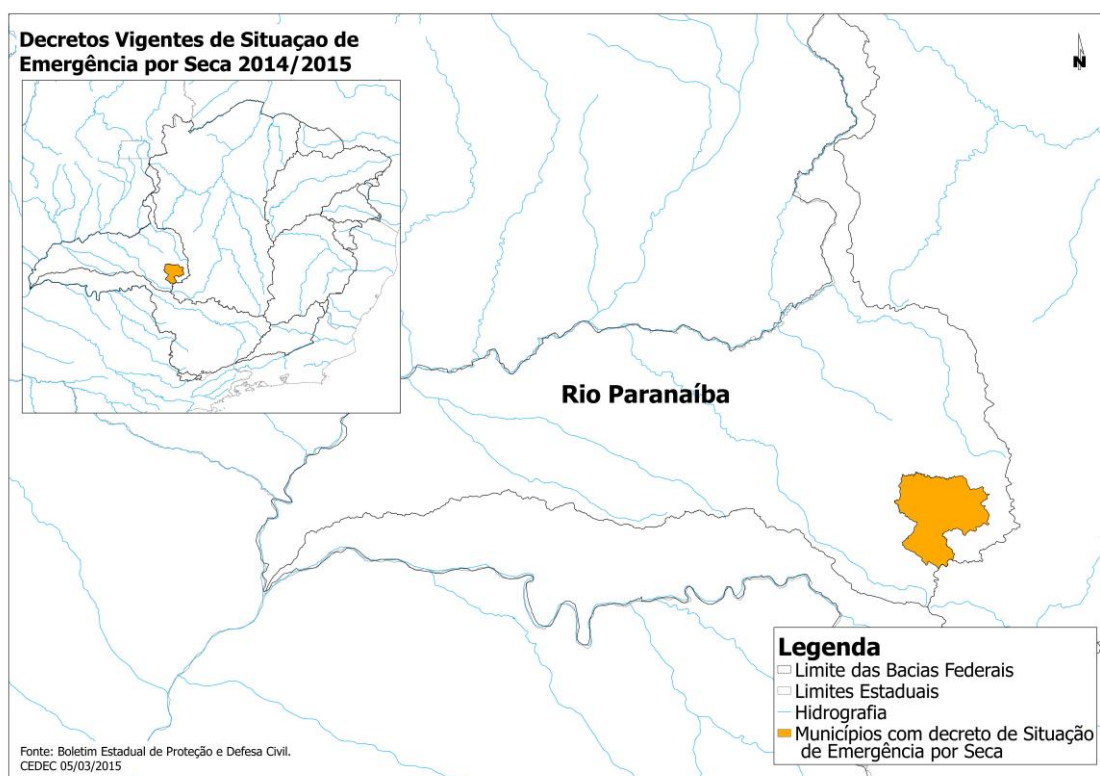 Decretos Vigentes de Situaçao de
Emergência por Seca 2014/2015
N
Rio Paranaíba
Legenda
Limite das Bacias Federais
Limites Estaduais
Hidrografia
Municípios com decreto de Situação
de Emergência por Seca
Fonte: Boletim Estadual de Proteção e Defesa Civil.
CEDEC 05/03/2015